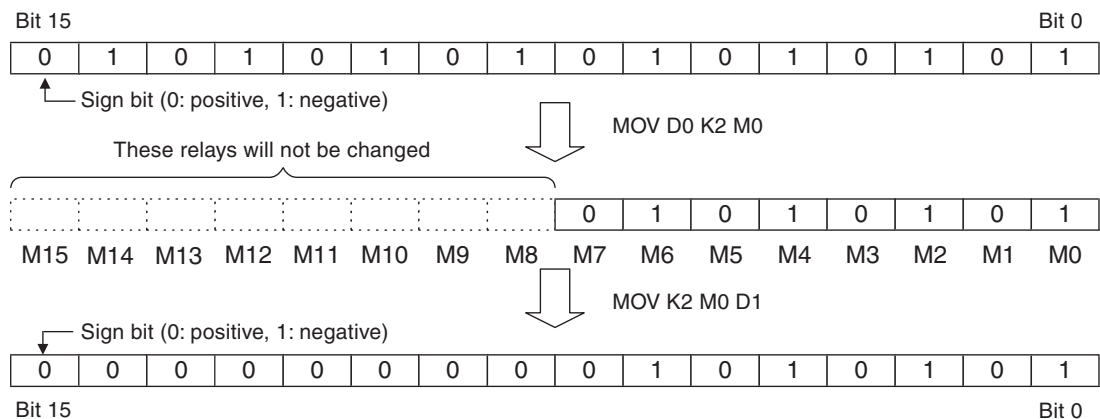 Bit 15 Bit 0
0 1 0 1 0 1 0 1 0 1 0 1 0 1 0 1
Sign bit (0: positive, 1: negative)
MOV D0 K2 M0
These relays will not be changed
0 1 0 1 0 1 0 1
M15 M14 M13 M12 M11 M10 M9 M8 M7 M6 M5 M4 M3 M2 M1 M0
MOV K2 M0 D1
Sign bit (0: positive, 1: negative)
0 0 0 0 0 0 0 0 0 1 0 1 0 1 0 1
Bit 15 Bit 0